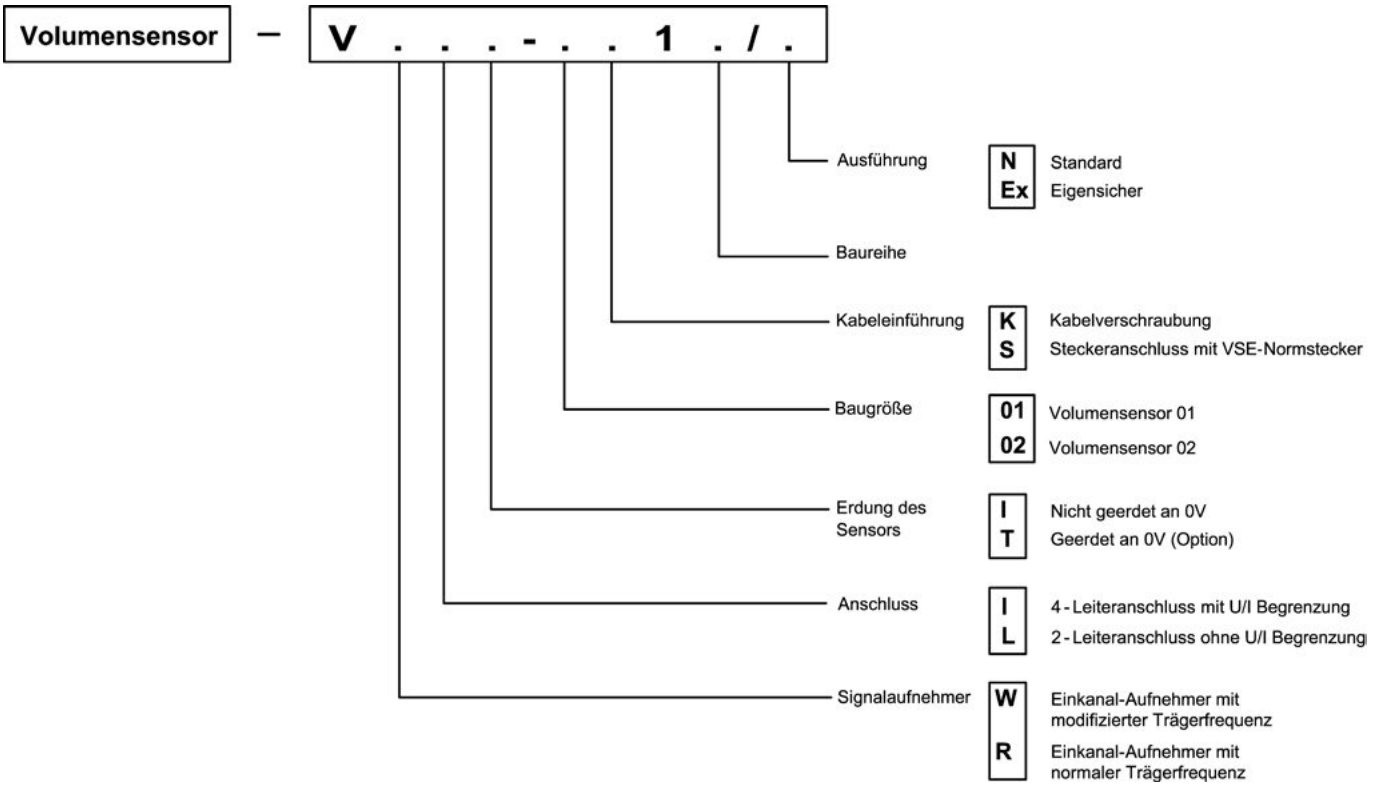 Volumensensor – V . . . - . . 1 . / .
Ausführung
N Standard
Ex Eigensicher
Baureihe
Kabeleinführung
K Kabelverschraubung
S Steckeranschluss mit VSE-Normstecker
Baugröße
01 Volumensensor 01
02 Volumensensor 02
Erdung des
Sensors
I Nicht geerdet an 0V
T Geerdet an 0V (Option)
Anschluss
I 4-Leiteranschluss mit U/I Begrenzung
L 2-Leiteranschluss ohne U/I Begrenzung
Signalaufnehmer
W Einkanal-Aufnehmer mit
modifizierter Trägerfrequenz
R Einkanal-Aufnehmer mit
normaler Trägerfrequenz